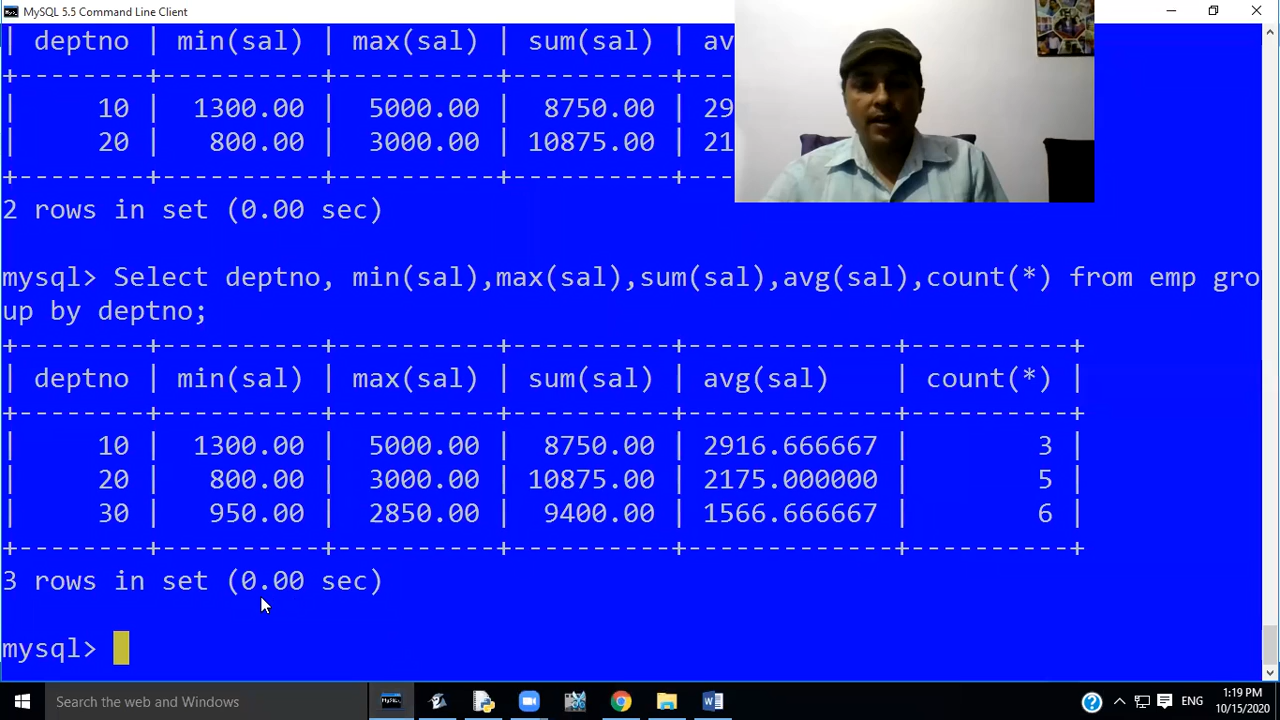 MySQL 5.5 Command Line Client
| deptno | min(sal) | max(sal) | sum(sal) | av
+--------+----------+----------+----------+---
| 10 | 1300.00 | 5000.00 | 8750.00 | 29
| 20 | 800.00 | 3000.00 | 10875.00 | 21
+--------+----------+----------+----------+---
2 rows in set (0.00 sec)
mysql> Select deptno, min(sal),max(sal),sum(sal),avg(sal),count(*) from emp gro
up by deptno;
+--------+----------+----------+----------+-------------+----------+
| deptno | min(sal) | max(sal) | sum(sal) | avg(sal) | count(*) |
+--------+----------+----------+----------+-------------+----------+
| 10 | 1300.00 | 5000.00 | 8750.00 | 2916.666667 | 3 |
| 20 | 800.00 | 3000.00 | 10875.00 | 2175.000000 | 5 |
| 30 | 950.00 | 2850.00 | 9400.00 | 1566.666667 | 6 |
+--------+----------+----------+----------+-------------+----------+
3 rows in set (0.00 sec)
mysql>
Search the web and Windows
ENG
1:19 PM
10/15/2020